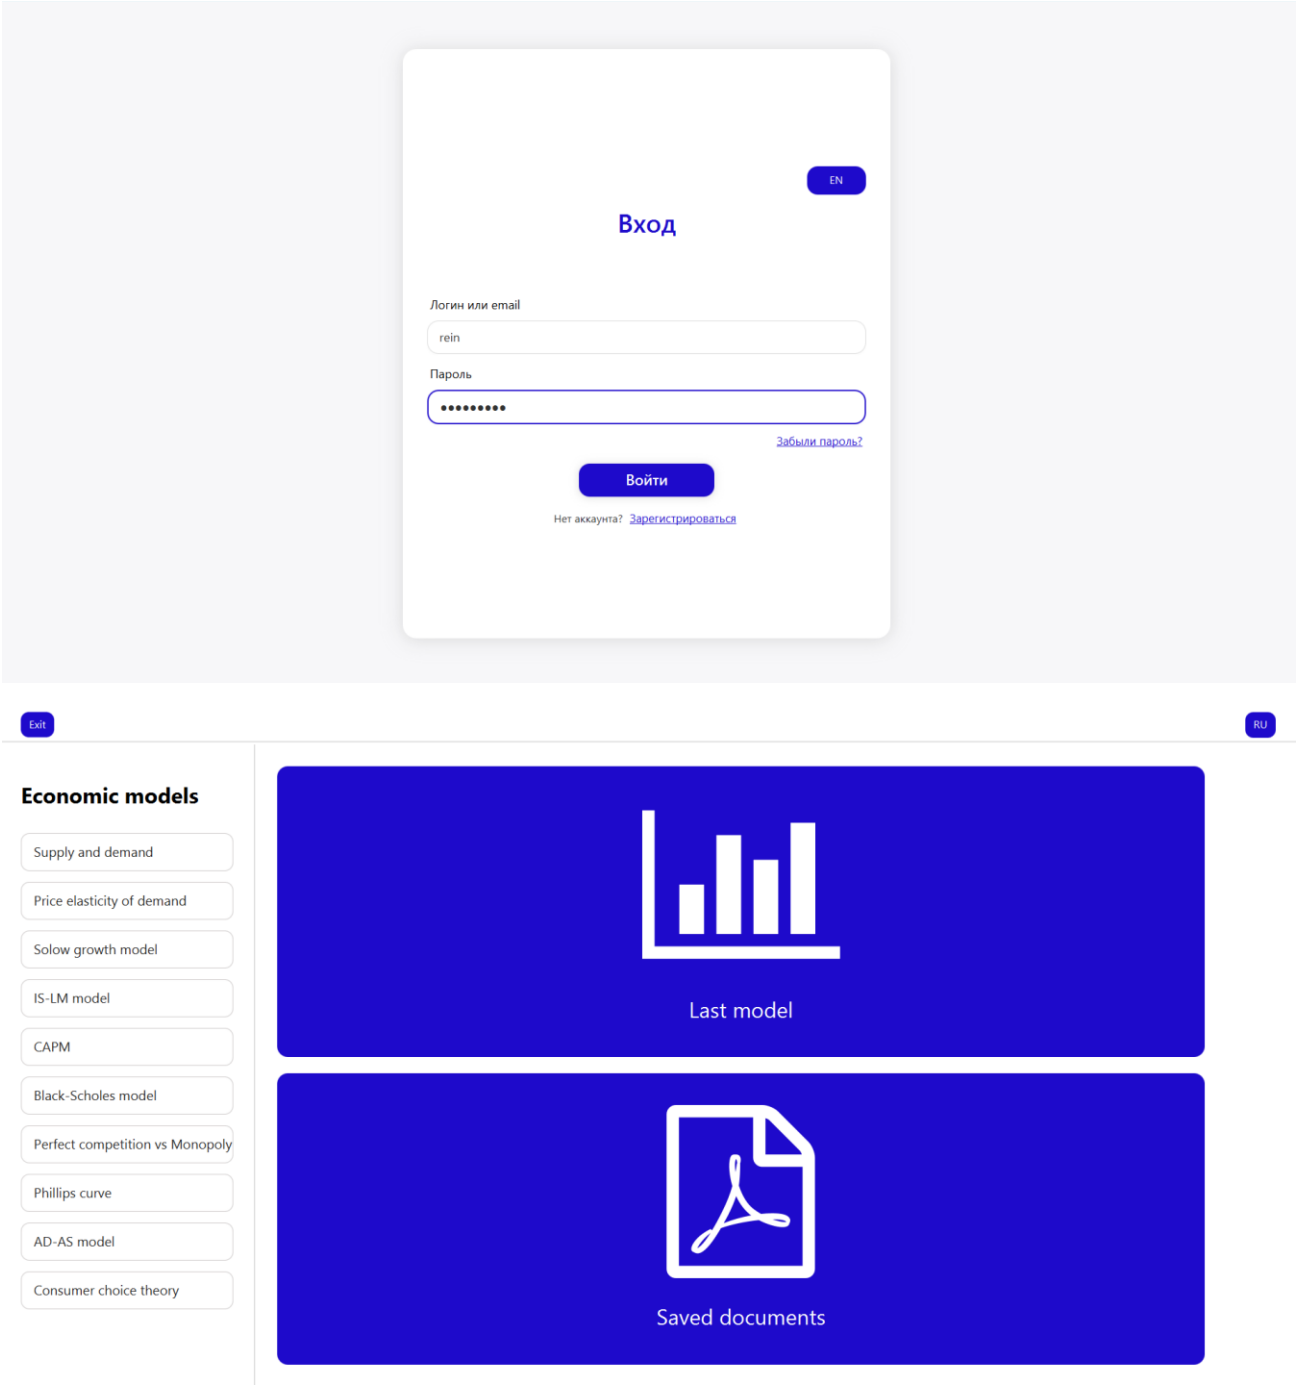 EN
Вход
Логин или email
rein
Пароль
•••••••••
Забыли пароль?
Войти
Нет аккаунта? Зарегистрироваться
Exit
RU
Economic models
Supply and demand
Price elasticity of demand
Solow growth model
IS-LM model
CAPM
Black-Scholes model
Perfect competition vs Monopoly
Phillips curve
AD-AS model
Consumer choice theory
Last model
Saved documents